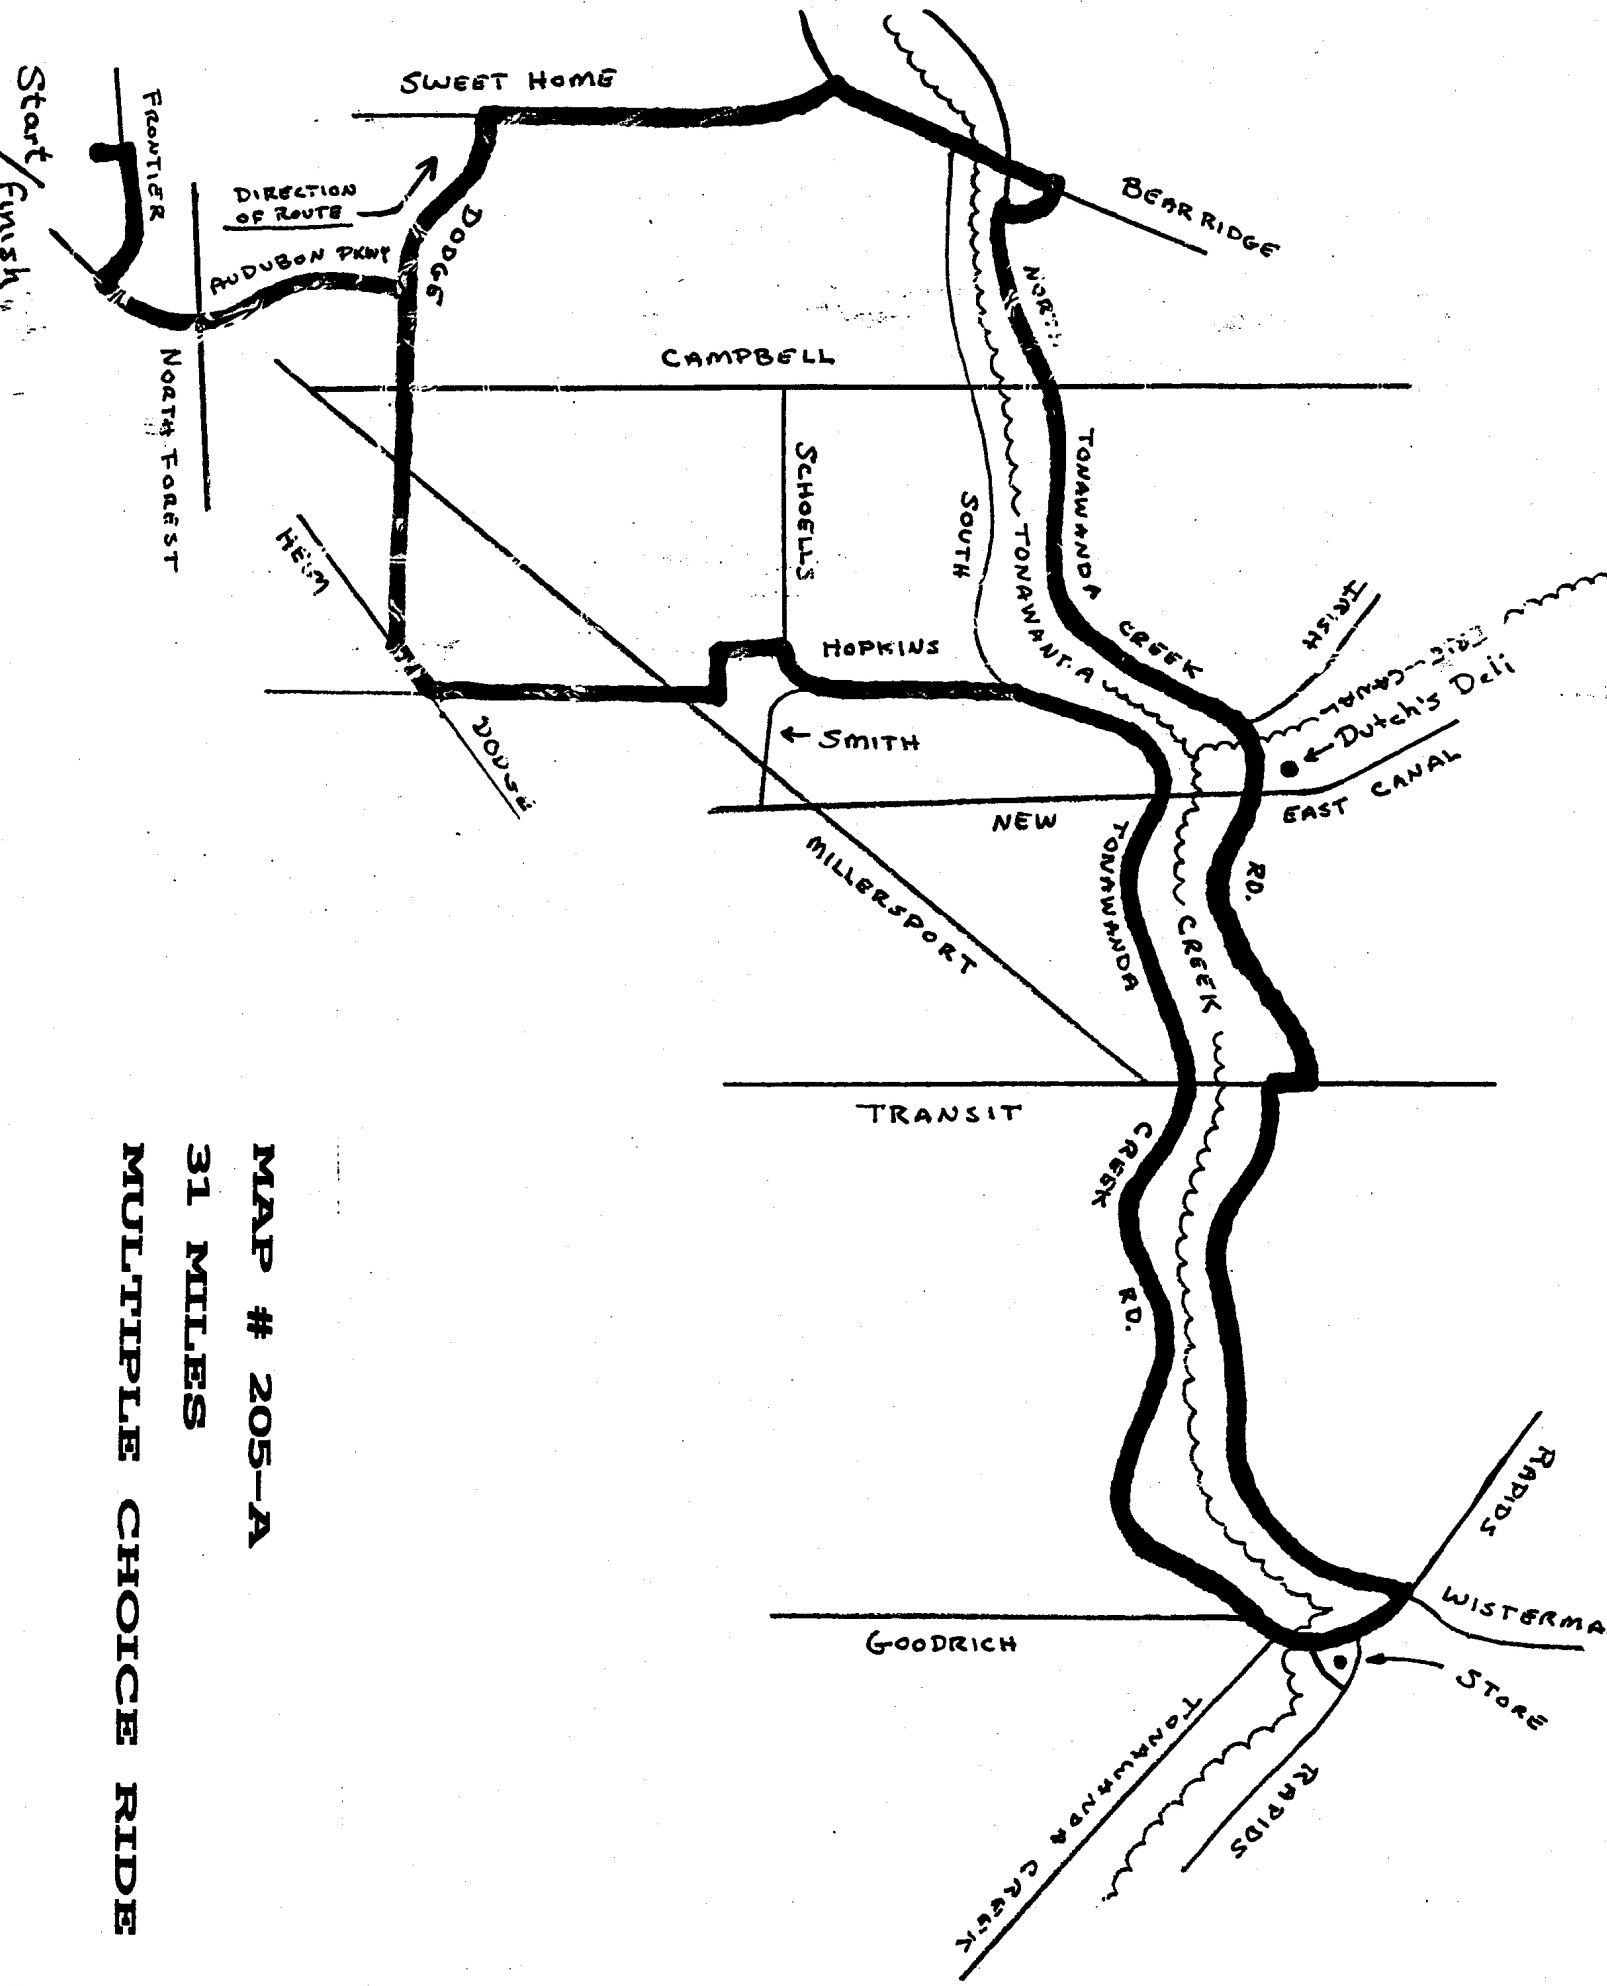 SWEET HOME
FRONTIER
Start/finish
DIRECTION
OF ROUTE
AUDUBON PKWY
DODGE
NORTH FOREST
BEAR RIDGE
NORTH
TONAWANDA
CREEK
RD.
CAMPBELL
SCHOELLS
SOUTH
TONAWANDA
CREEK
IRISH
ERIE CANAL
Dutch's Deli
EAST CANAL
HEIM
HOPKINS
SMITH
DODGE
NEW
MILLERSPORT
TONAWANDA
CREEK
RD.
TRANSIT
RAPIDS
WISTERMA
STORE
GOODRICH
TONAWANDA CREEK
RAPIDS
MAP # 205-A
31 MILES
MULTIPLE CHOICE RIDE